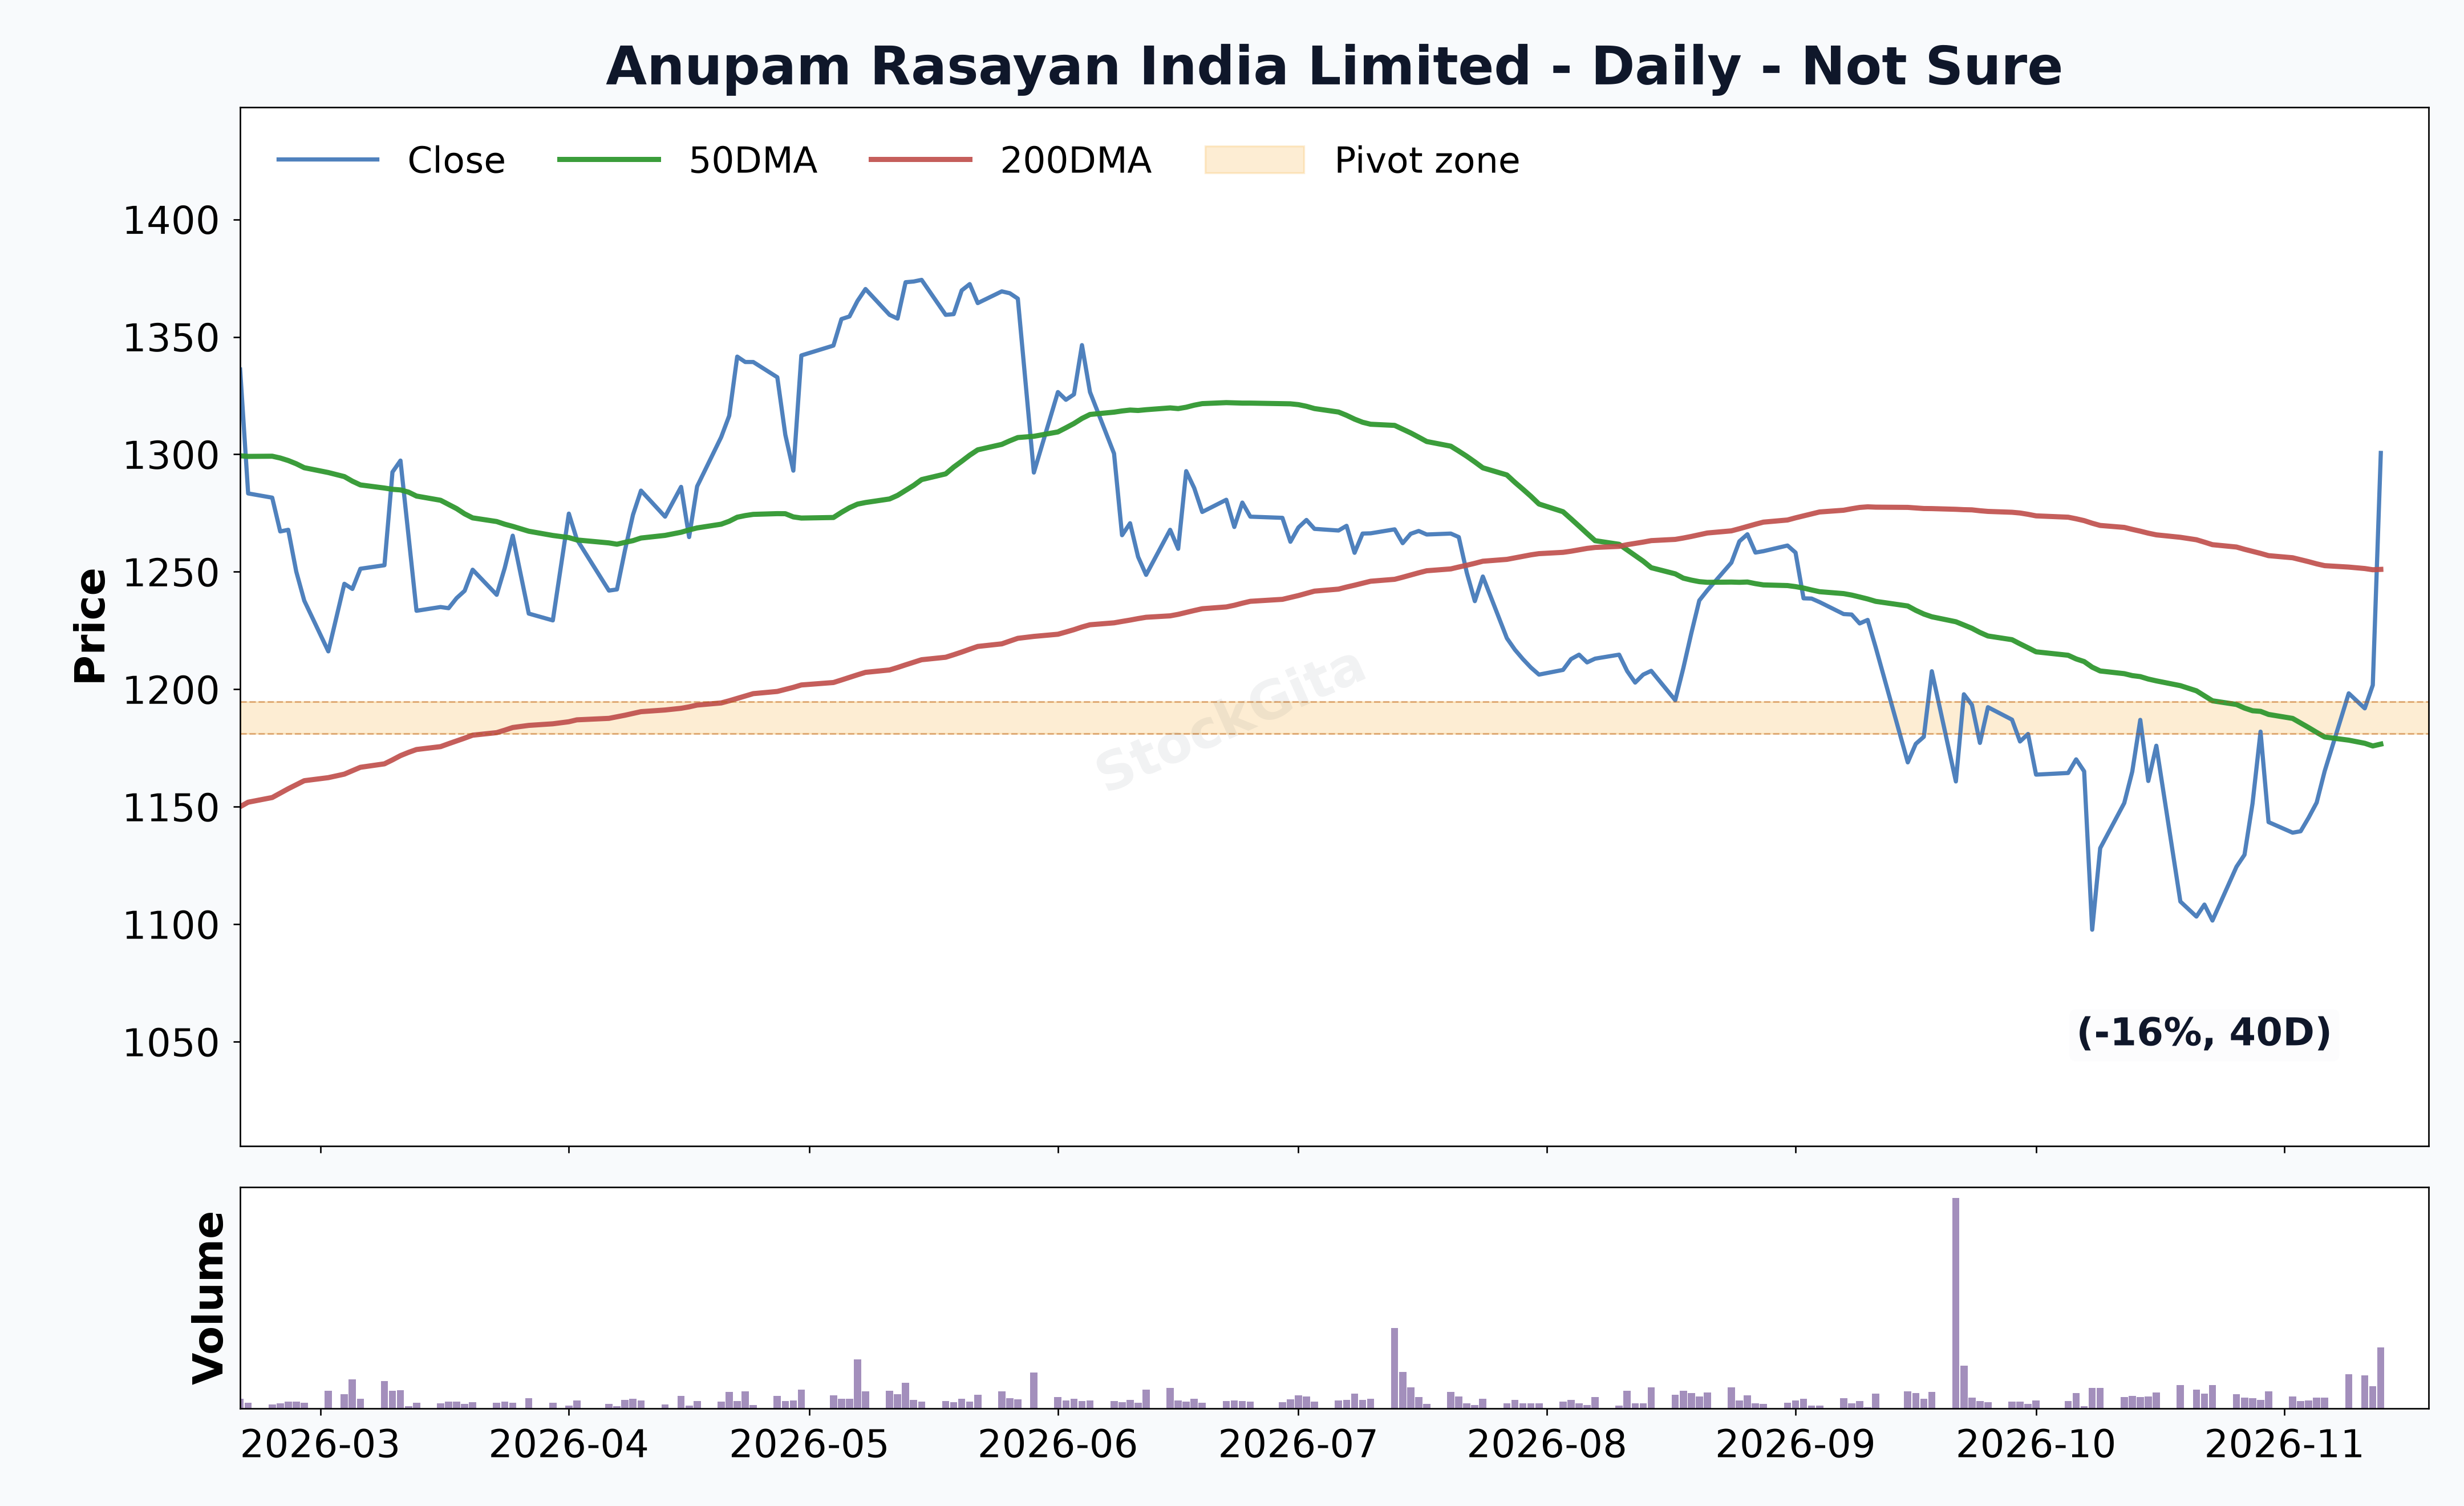 Anupam Rasayan India Limited - Daily - Not Sure
Close 50DMA 200DMA Pivot zone
1400
1350
1300
1250
1200
1150
1100
1050
Price
StockGita
(-16%, 40D)
Volume
2026-03 2026-04 2026-05 2026-06 2026-07 2026-08 2026-09 2026-10 2026-11